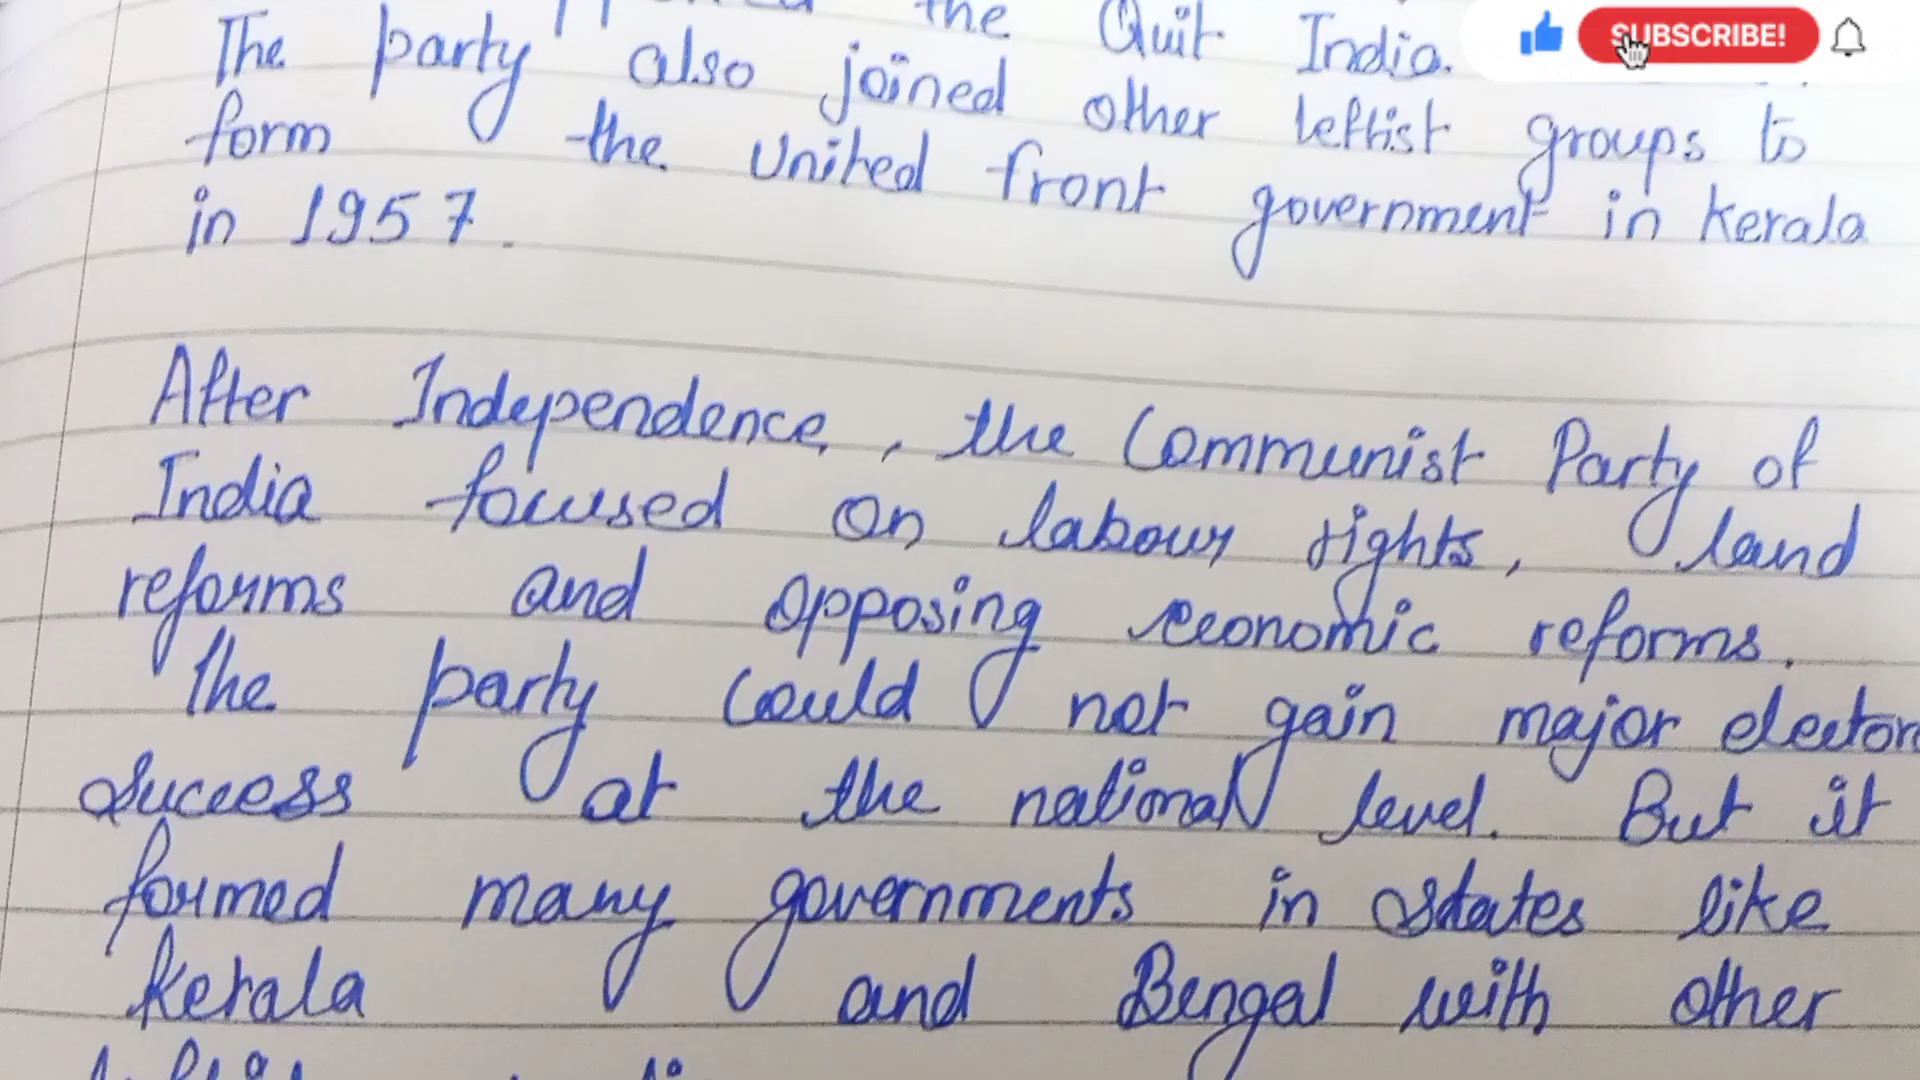 the Quit India.
SUBSCRIBE!
The party also joined other leftist groups to
form the United front government in Kerala
in 1957.
After Independence, the Communist Party of
India focused on labour rights, land
reforms and opposing economic reforms.
The party could not gain major elector
success at the national level. But it
formed many governments in states like
Kerala and Bengal with other